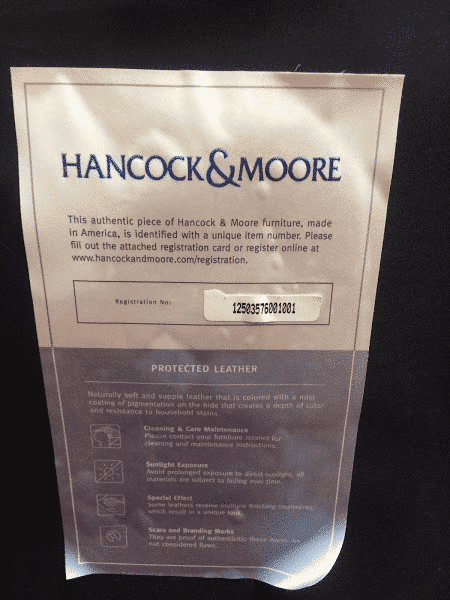 HANCOCK&MOORE
This authentic piece of Hancock & Moore furniture, made
in America, is identified with a unique item number. Please
fill out the attached registration card or register online at
www.hancockandmoore.com/registration.
Registration No:
12503576001001
PROTECTED LEATHER
Naturally soft and supple leather that is colored with a mist
coating of pigmentation on the hide that creates a depth of color
and resistance to household stains.
Cleaning & Care Maintenance
Please contact your furniture retailer for
cleaning and maintenance instructions.
Sunlight Exposure
Avoid prolonged exposure to direct sunlight, all
materials are subject to fading over time.
Special Effect
Some leathers receive multiple finishing treatments,
which result in a unique look.
Scars and Branding Marks
They are proof of authenticity; these marks are
not considered flaws.